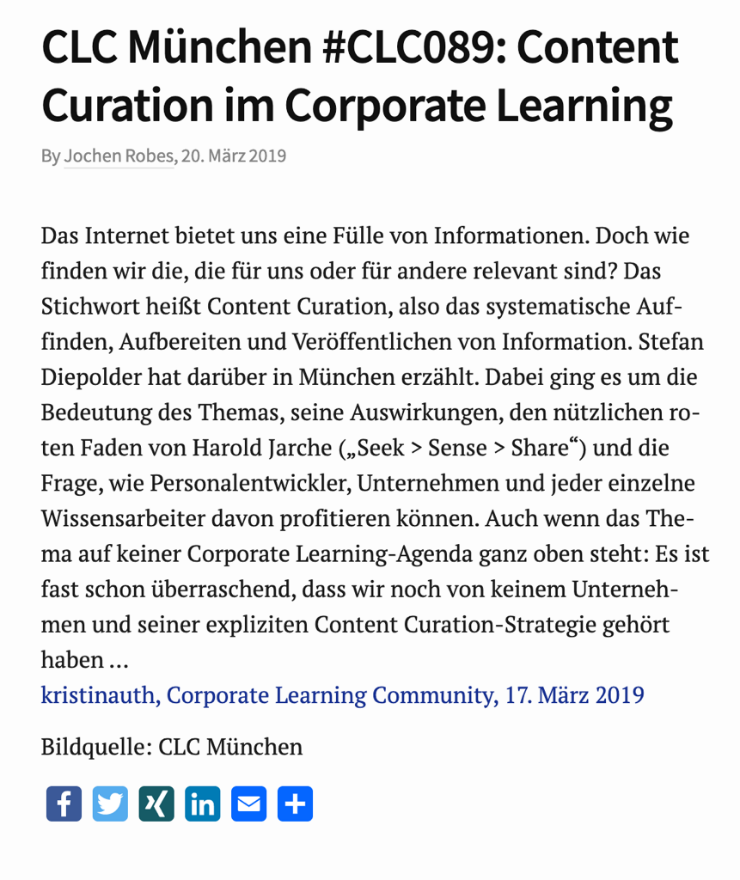 CLC München #CLC089: Content
Curation im Corporate Learning
By Jochen Robes, 20. März 2019
Das Internet bietet uns eine Fülle von Informationen. Doch wie
finden wir die, die für uns oder für andere relevant sind? Das
Stichwort heißt Content Curation, also das systematische Auf-
finden, Aufbereiten und Veröffentlichen von Information. Stefan
Diepolder hat darüber in München erzählt. Dabei ging es um die
Bedeutung des Themas, seine Auswirkungen, den nützlichen ro-
ten Faden von Harold Jarche („Seek > Sense > Share“) und die
Frage, wie Personalentwickler, Unternehmen und jeder einzelne
Wissensarbeiter davon profitieren können. Auch wenn das The-
ma auf keiner Corporate Learning-Agenda ganz oben steht: Es ist
fast schon überraschend, dass wir noch von keinem Unterneh-
men und seiner expliziten Content Curation-Strategie gehört
haben …
kristinauth, Corporate Learning Community, 17. März 2019
Bildquelle: CLC München